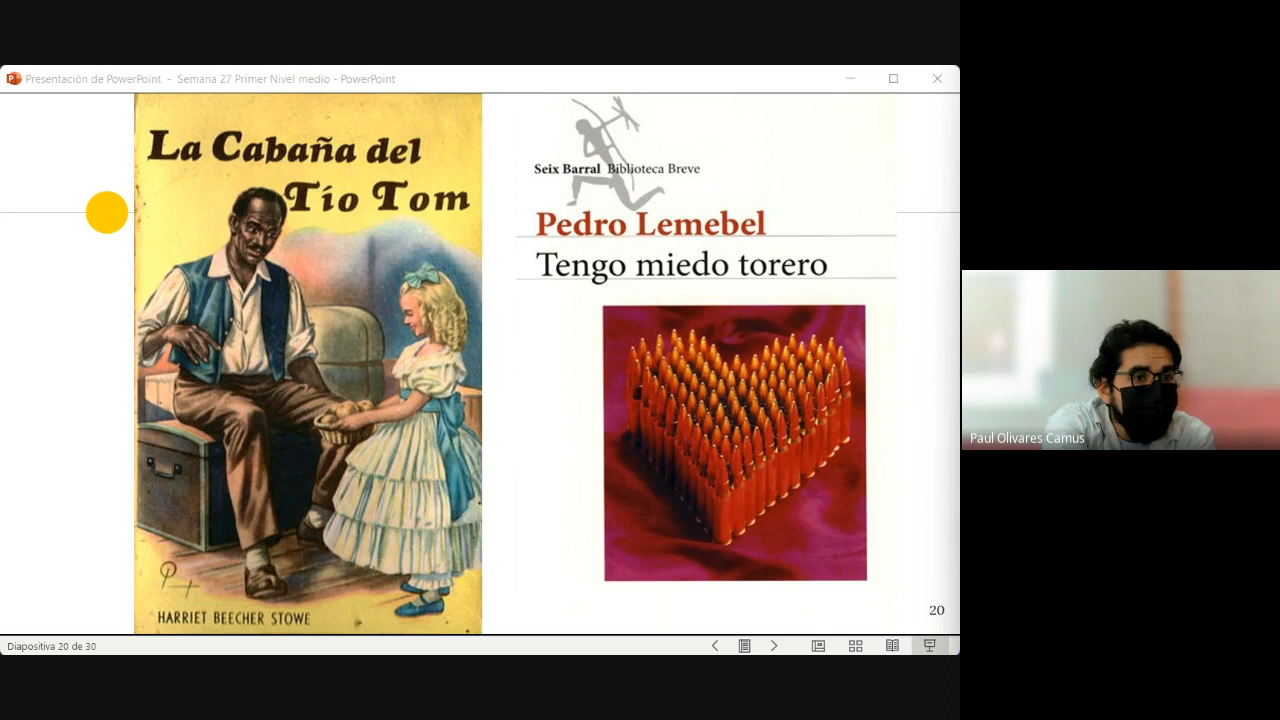 Presentación de PowerPoint - Semana 27 Primer Nivel medio - PowerPoint
La Cabaña del
Tío Tom
HARRIET BEECHER STOWE
Seix Barral Biblioteca Breve
Pedro Lemebel
Tengo miedo torero
20
Diapositiva 20 de 30
Paul Olivares Camus